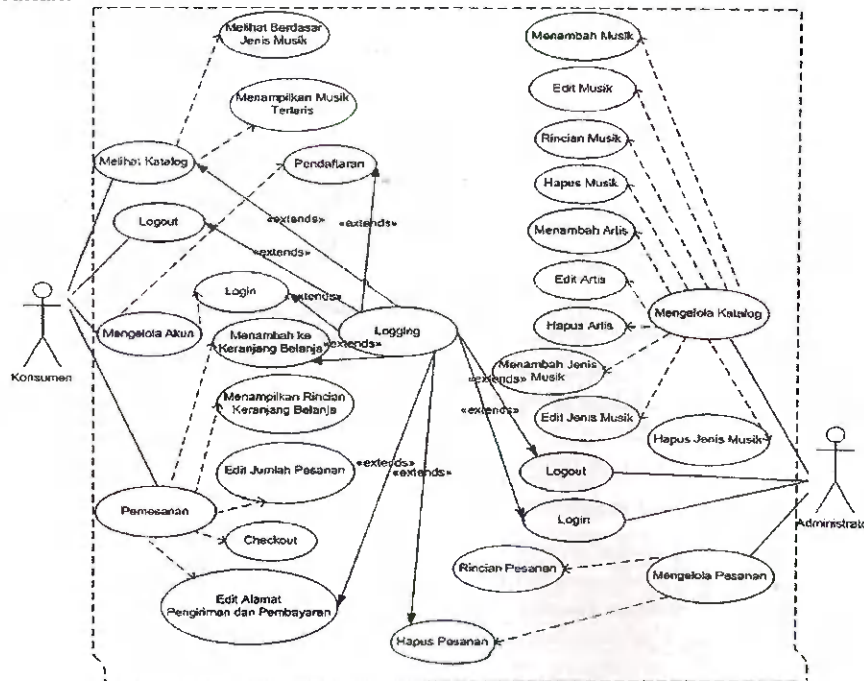 Melihat Berdasar
Jenis Musik
Menampilkan Musik
Terlaris
Melihat Katalog
Pendaftaran
Logout
«extends»
«extends»
«extends»
Login
«extends»
Mengelola Akun
Menambah ke
Keranjang Belanja
Logging
«extends»
Konsumen
Menampilkan Rincian
Keranjang Belanja
Edit Jumlah Pesanan
«extends»
«extends»
Pemesanan
Checkout
Edit Alamat
Pengiriman dan Pembayaran
Menambah Musik
Edit Musik
Rincian Musik
Hapus Musik
Menambah Artis
Edit Artis
Mengelola Katalog
Hapus Artis
Menambah Jenis
Musik
«extends»
«extends»
Edit Jenis Musik
Hapus Jenis Musik
Logout
Login
Administrato
Rincian Pesanan
Mengelola Pesanan
Hapus Pesanan